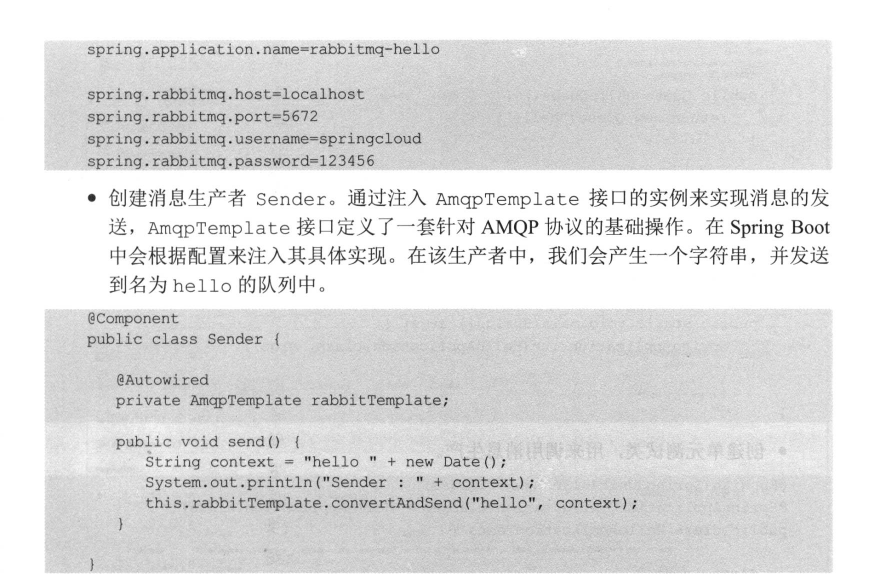 spring.application.name=rabbitmq-hello
spring.rabbitmq.host=localhost
spring.rabbitmq.port=5672
spring.rabbitmq.username=springcloud
spring.rabbitmq.password=123456
• 创建消息生产者 Sender。通过注入 AmqpTemplate 接口的实例来实现消息的发
送，AmqpTemplate 接口定义了一套针对 AMQP 协议的基础操作。在 Spring Boot
中会根据配置来注入其具体实现。在该生产者中，我们会产生一个字符串，并发送
到名为 hello 的队列中。
@Component
public class Sender {
@Autowired
private AmqpTemplate rabbitTemplate;
public void send() {
String context = "hello " + new Date();
System.out.println("Sender : " + context);
this.rabbitTemplate.convertAndSend("hello", context);
}
}